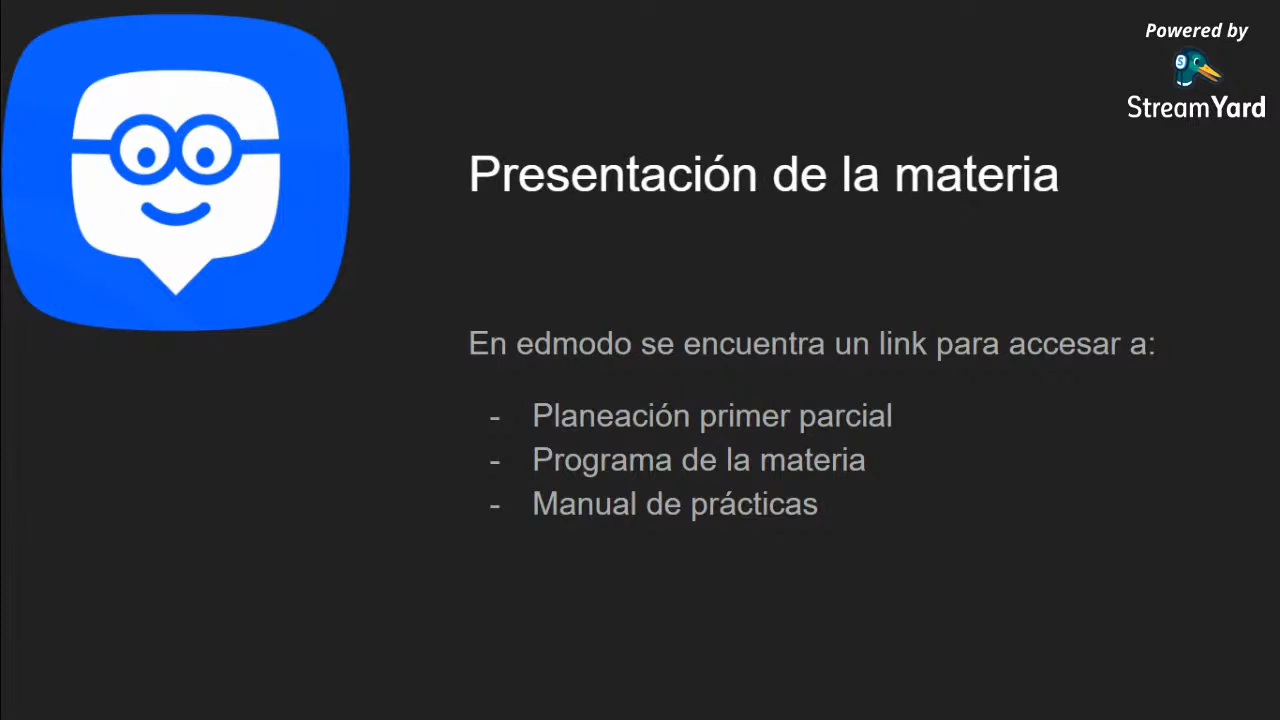 Powered by
StreamYard
Presentación de la materia
En edmodo se encuentra un link para accesar a:
- Planeación primer parcial
- Programa de la materia
- Manual de prácticas